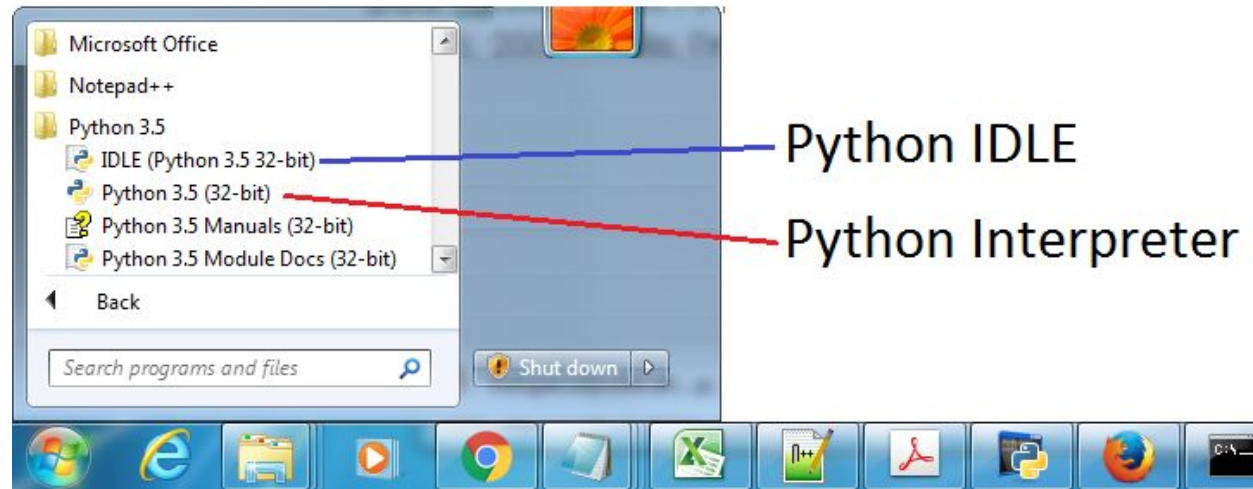 Microsoft Office
Notepad++
Python 3.5
IDLE (Python 3.5 32-bit)
Python IDLE
Python 3.5 (32-bit)
Python Interpreter
Python 3.5 Manuals (32-bit)
Python 3.5 Module Docs (32-bit)
Back
Search programs and files
Shut down
n++
C:\